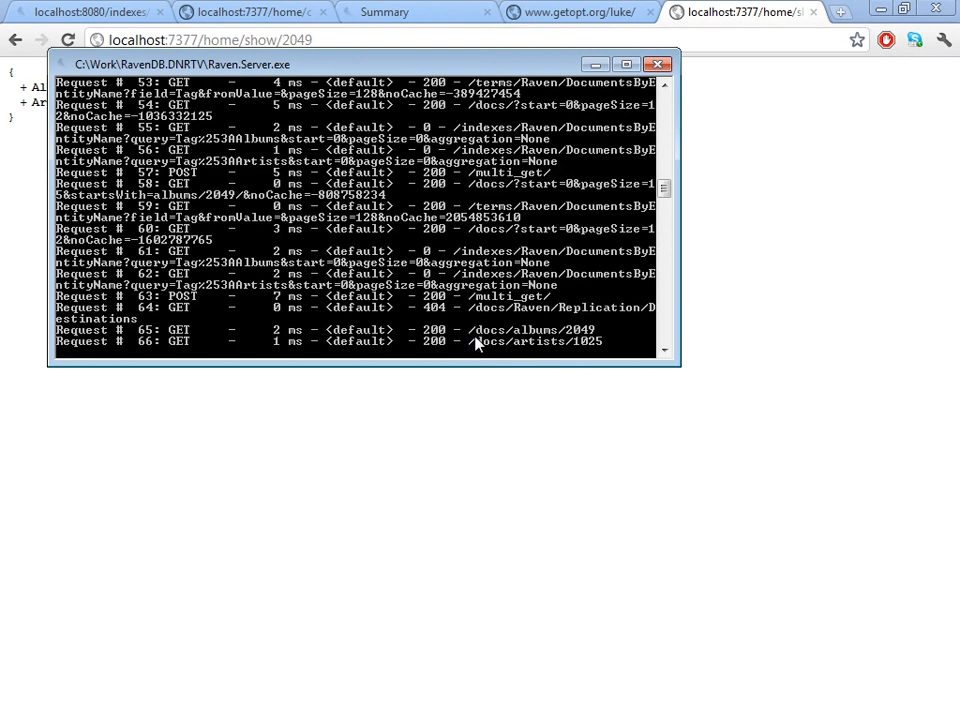 localhost:8080/indexes/
localhost:7377/home/c
Summary
www.getopt.org/luke/
localhost:7377/home/s
localhost:7377/home/show/2049
{
+ Al
+ Ar
}
C:\Work\RavenDB.DNRTV\Raven.Server.exe
Request # 53: GET - 4 ms - <default> - 200 - /terms/Raven/DocumentsByE
ntityName?field=Tag&fromValue=&pageSize=128&noCache=-389427454
Request # 54: GET - 5 ms - <default> - 200 - /docs/?start=0&pageSize=1
2&noCache=-1036332125
Request # 55: GET - 2 ms - <default> - 0 - /indexes/Raven/DocumentsByE
ntityName?query=Tag%253AAlbums&start=0&pageSize=0&aggregation=None
Request # 56: GET - 1 ms - <default> - 0 - /indexes/Raven/DocumentsByE
ntityName?query=Tag%253AArtists&start=0&pageSize=0&aggregation=None
Request # 57: POST - 5 ms - <default> - 200 - /multi_get/
Request # 58: GET - 0 ms - <default> - 200 - /docs/?start=0&pageSize=1
5&startsWith=albums/2049/&noCache=-808758234
Request # 59: GET - 0 ms - <default> - 200 - /terms/Raven/DocumentsByE
ntityName?field=Tag&fromValue=&pageSize=128&noCache=2054853610
Request # 60: GET - 3 ms - <default> - 200 - /docs/?start=0&pageSize=1
2&noCache=-1602787765
Request # 61: GET - 2 ms - <default> - 0 - /indexes/Raven/DocumentsByE
ntityName?query=Tag%253AAlbums&start=0&pageSize=0&aggregation=None
Request # 62: GET - 2 ms - <default> - 0 - /indexes/Raven/DocumentsByE
ntityName?query=Tag%253AArtists&start=0&pageSize=0&aggregation=None
Request # 63: POST - 7 ms - <default> - 200 - /multi_get/
Request # 64: GET - 0 ms - <default> - 404 - /docs/Raven/Replication/D
estinations
Request # 65: GET - 2 ms - <default> - 200 - /docs/albums/2049
Request # 66: GET - 1 ms - <default> - 200 - /docs/artists/1025